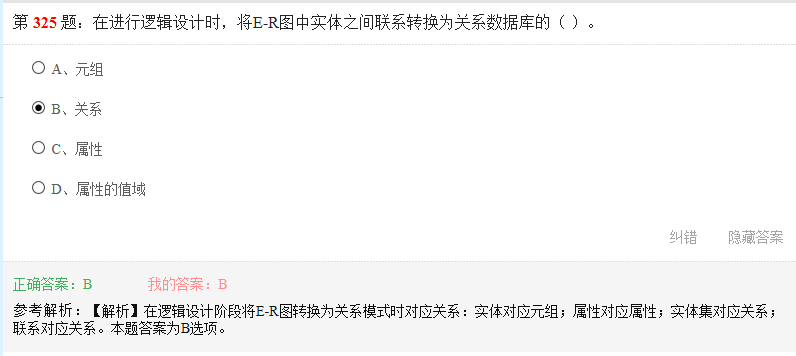 第 325 题：在进行逻辑设计时，将E-R图中实体之间联系转换为关系数据库的（ ）。
A、元组
B、关系
C、属性
D、属性的值域
纠错 隐藏答案
正确答案：B 我的答案：B
参考解析：【解析】在逻辑设计阶段将E-R图转换为关系模式时对应关系：实体对应元组；属性对应属性；实体集对应关系；
联系对应关系。本题答案为B选项。